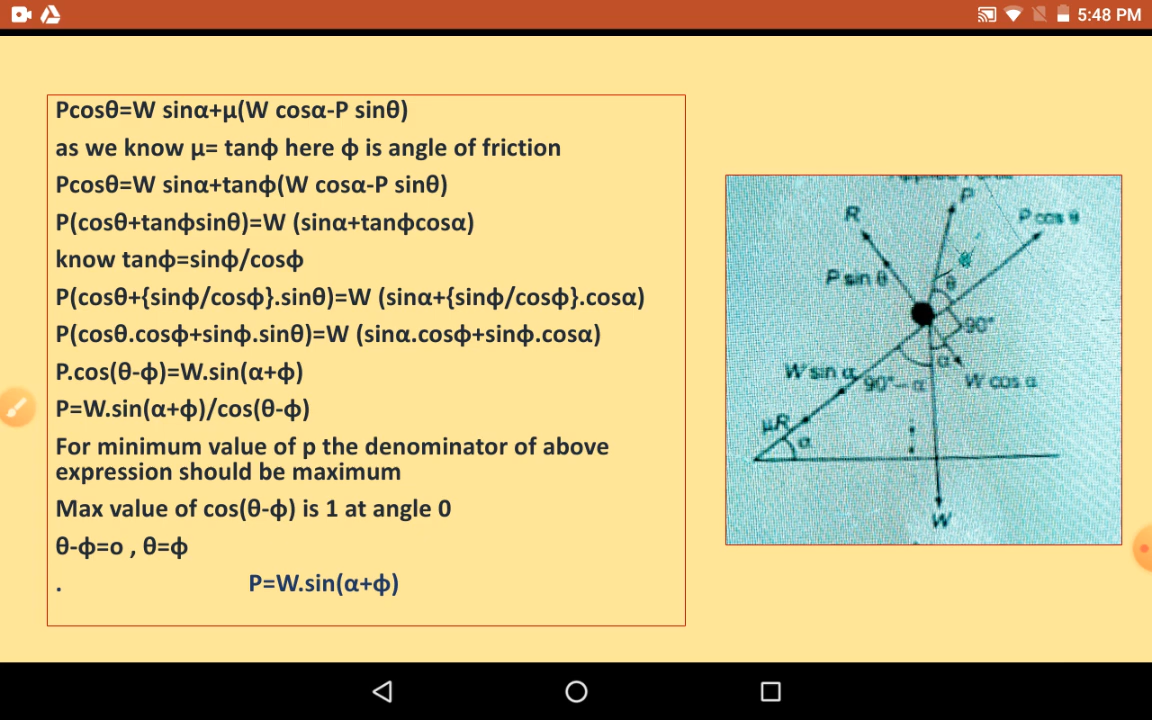 5:48 PM
Pcosθ=W sinα+μ(W cosα-P sinθ)
as we know μ= tanϕ here ϕ is angle of friction
Pcosθ=W sinα+tanϕ(W cosα-P sinθ)
P(cosθ+tanϕsinθ)=W (sinα+tanϕcosα)
know tanϕ=sinϕ/cosϕ
P(cosθ+{sinϕ/cosϕ}.sinθ)=W (sinα+{sinϕ/cosϕ}.cosα)
P(cosθ.cosϕ+sinϕ.sinθ)=W (sinα.cosϕ+sinϕ.cosα)
P.cos(θ-ϕ)=W.sin(α+ϕ)
P=W.sin(α+ϕ)/cos(θ-ϕ)
For minimum value of p the denominator of above
expression should be maximum
Max value of cos(θ-ϕ) is 1 at angle 0
θ-ϕ=o , θ=ϕ
. P=W.sin(α+ϕ)
P
R
P cos θ
P sin θ
θ
90°
W sin α
90°- α
α
W cos α
μR
α
W